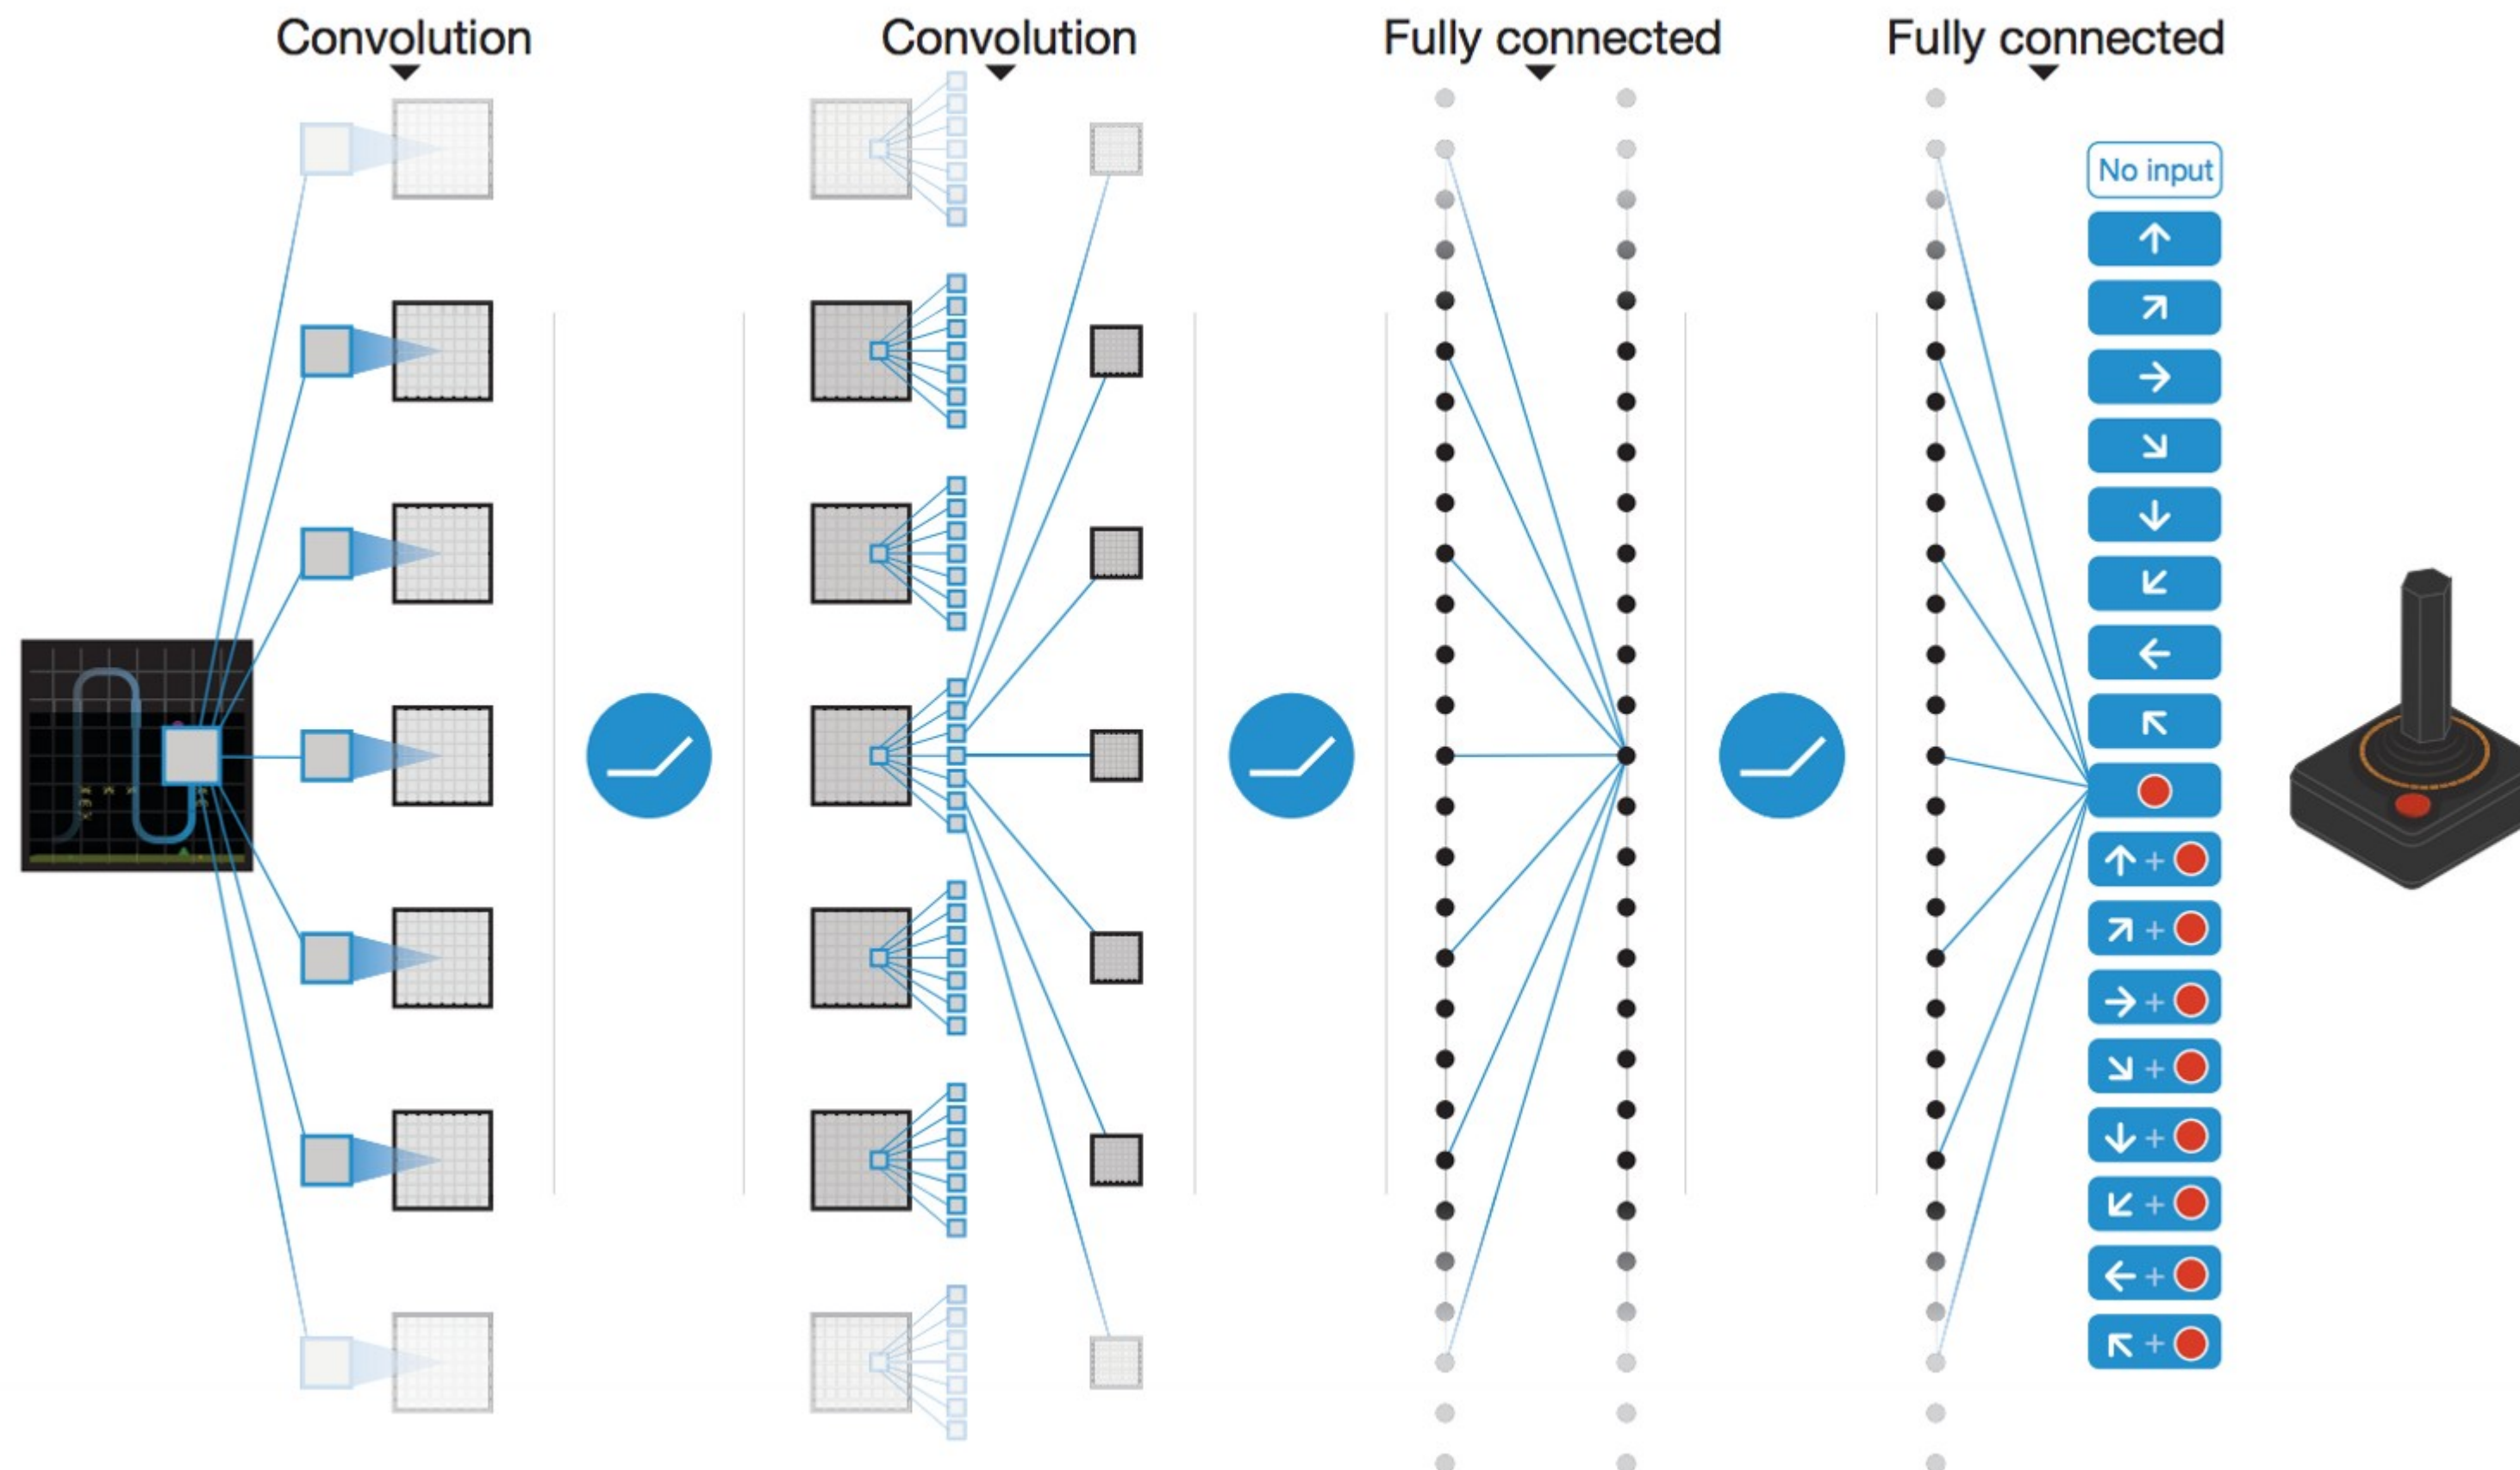 Convolution
Convolution
Fully connected
Fully connected
No input
+
+
+
+
+
+
+
+